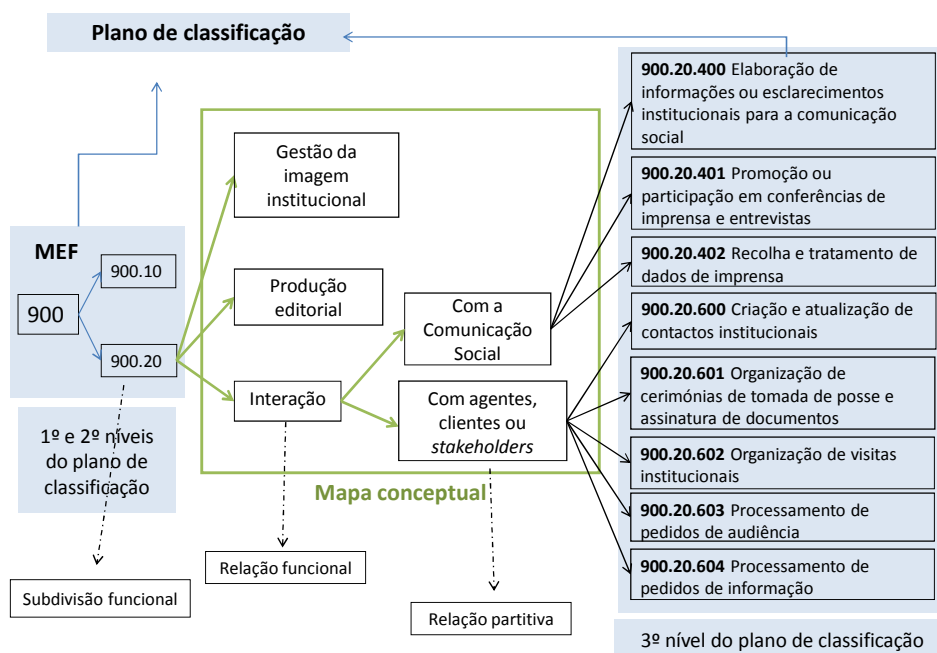 Plano de classificação
MEF
900
900.10
900.20
1º e 2º níveis
do plano de
classificação
Gestão da
imagem
institucional
Produção
editorial
Interação
Com a
Comunicação
Social
Com agentes,
clientes ou
stakeholders
Mapa conceptual
Subdivisão funcional
Relação funcional
Relação partitiva
900.20.400 Elaboração de
informações ou esclarecimentos
institucionais para a comunicação
social
900.20.401 Promoção ou
participação em conferências de
imprensa e entrevistas
900.20.402 Recolha e tratamento de
dados de imprensa
900.20.600 Criação e atualização de
contactos institucionais
900.20.601 Organização de
cerimónias de tomada de posse e
assinatura de documentos
900.20.602 Organização de visitas
institucionais
900.20.603 Processamento de
pedidos de audiência
900.20.604 Processamento de
pedidos de informação
3º nível do plano de classificação